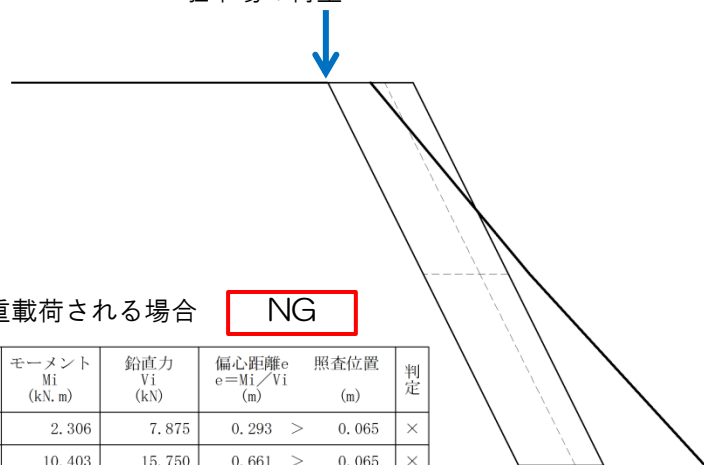 重載荷される場合 NG
モーメント Mi (kN.m) 鉛直力 Vi (kN) 偏心距離e e=Mi/Vi (m) 照査位置 (m) 判定
2.306 7.875 0.293 > 0.065 ×
10.403 15.750 0.661 > 0.065 ×